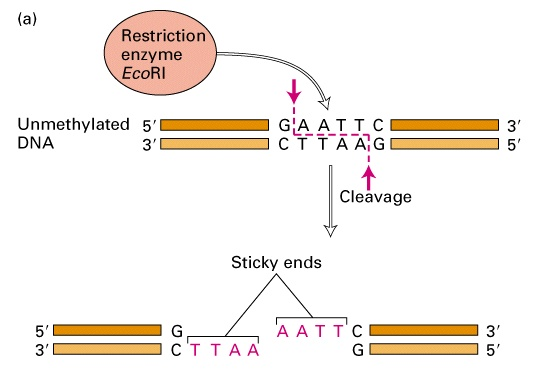 (a)
Restriction
enzyme
EcoRI
Unmethylated 5′ G A A T T C 3′
DNA 3′ C T T A A G 5′
Cleavage
Sticky ends
5′ G A A T T C 3′
3′ C T T A A G 5′